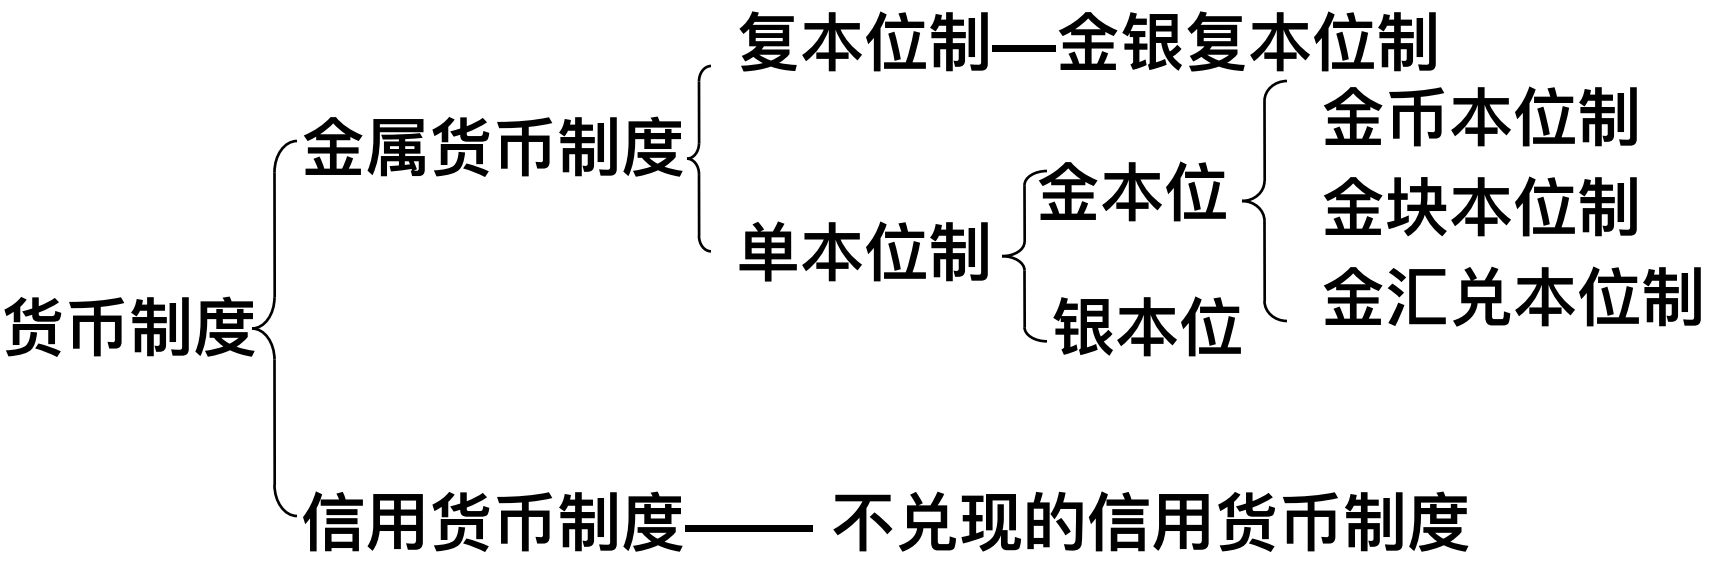 复本位制—金银复本位制
金币本位制
金属货币制度
金本位
金块本位制
单本位制
金汇兑本位制
货币制度
银本位
信用货币制度—— 不兑现的信用货币制度